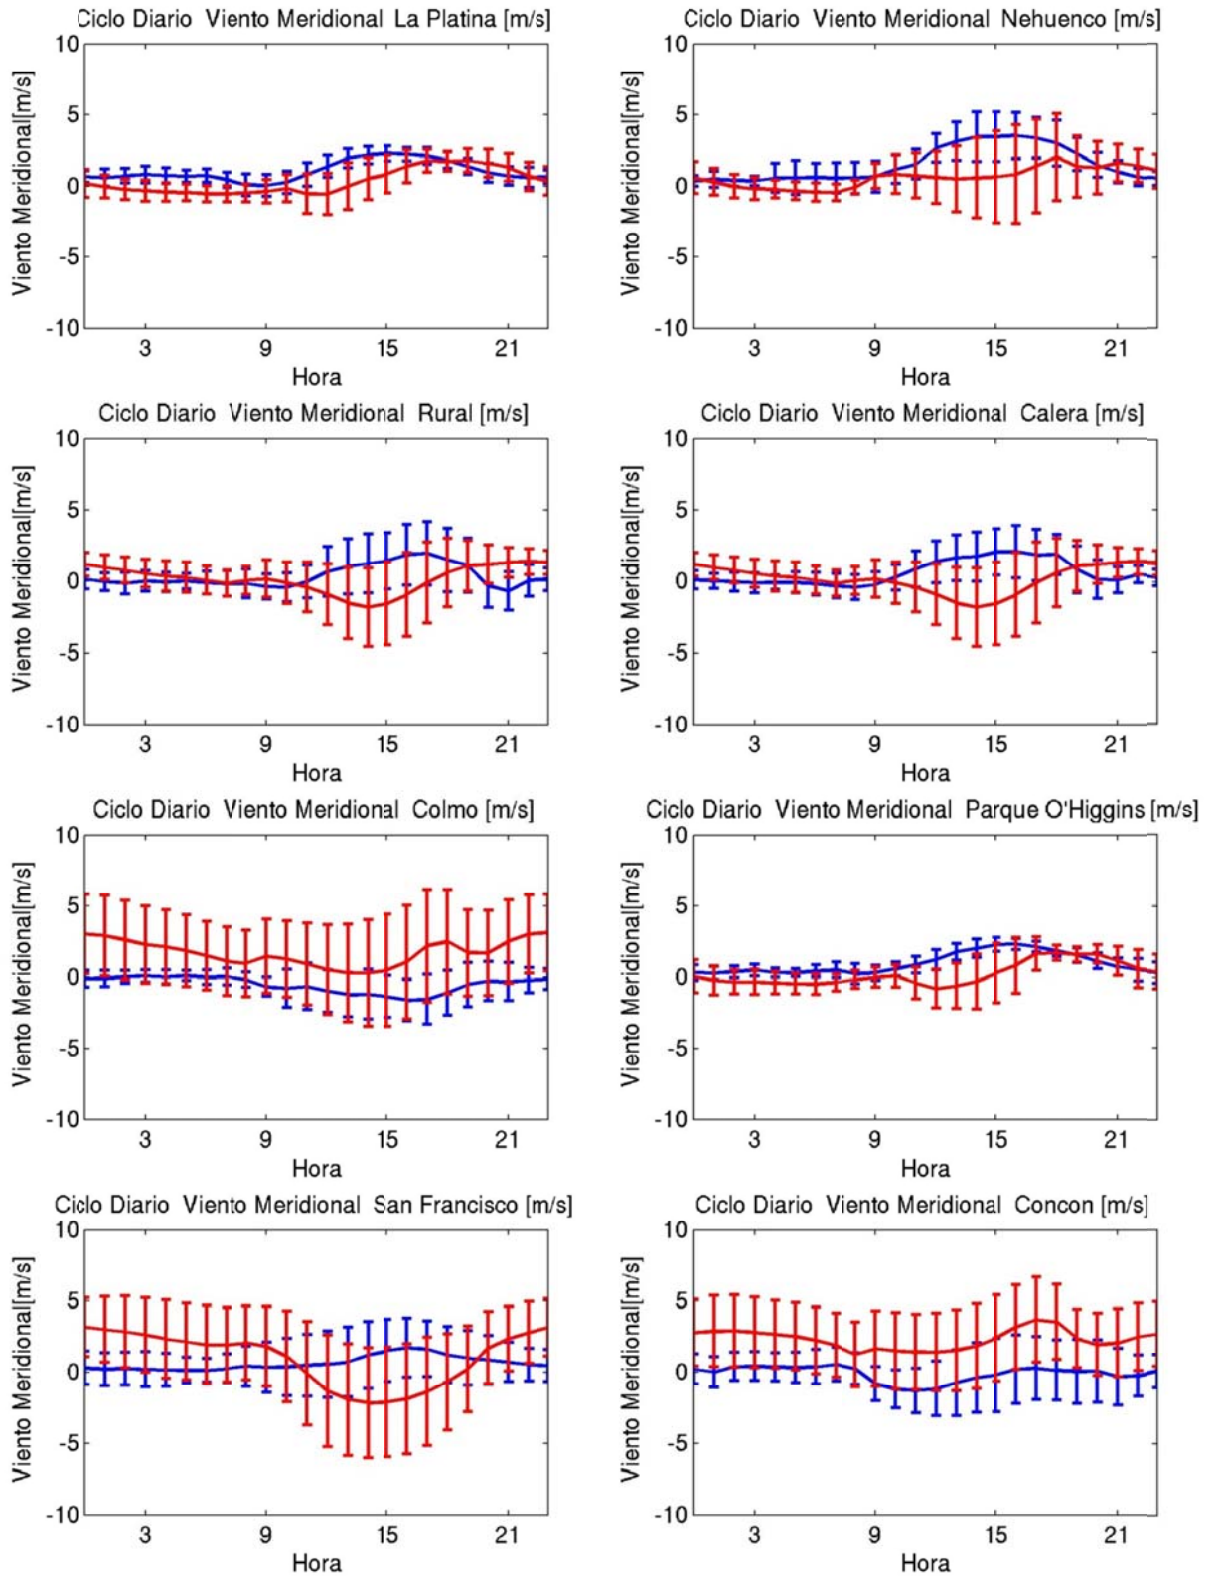 Ciclo Diario Viento Meridional La Platina [m/s]
Viento Meridional[m/s]
10
5
0
-5
-10
3 9 15 21
Hora
Ciclo Diario Viento Meridional Nehuenco [m/s]
Viento Meridional[m/s]
10
5
0
-5
-10
3 9 15 21
Hora
Ciclo Diario Viento Meridional Rural [m/s]
Viento Meridional[m/s]
10
5
0
-5
-10
3 9 15 21
Hora
Ciclo Diario Viento Meridional Calera [m/s]
Viento Meridional[m/s]
10
5
0
-5
-10
3 9 15 21
Hora
Ciclo Diario Viento Meridional Colmo [m/s]
Viento Meridional[m/s]
10
5
0
-5
-10
3 9 15 21
Hora
Ciclo Diario Viento Meridional Parque O'Higgins [m/s]
Viento Meridional[m/s]
10
5
0
-5
-10
3 9 15 21
Hora
Ciclo Diario Viento Meridional San Francisco [m/s]
Viento Meridional[m/s]
10
5
0
-5
-10
3 9 15 21
Hora
Ciclo Diario Viento Meridional Concon [m/s]
Viento Meridional[m/s]
10
5
0
-5
-10
3 9 15 21
Hora